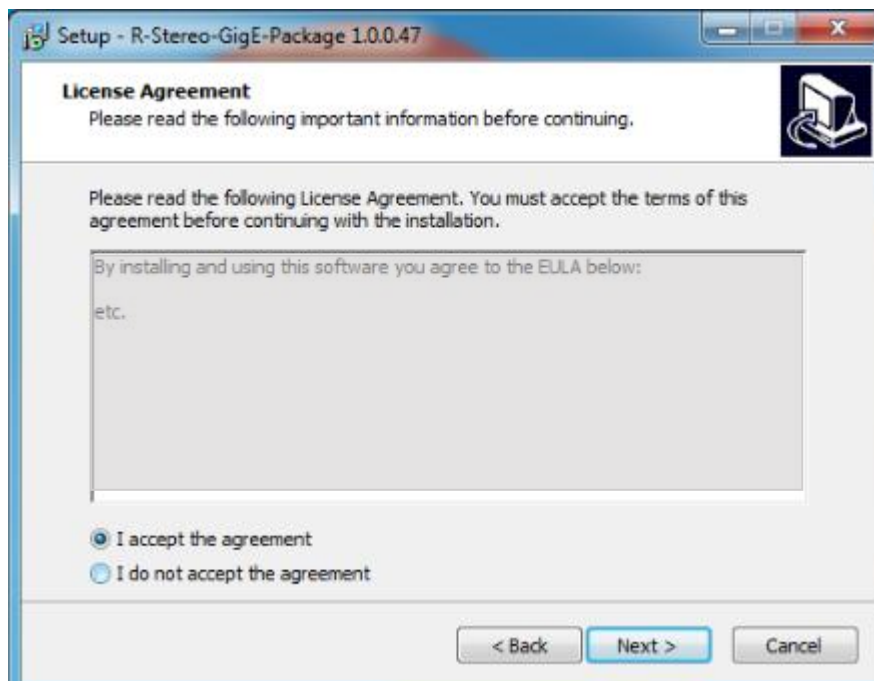 Setup - R-Stereo-GigE-Package 1.0.0.47
License Agreement
Please read the following important information before continuing.
Please read the following License Agreement. You must accept the terms of this
agreement before continuing with the installation.
By installing and using this software you agree to the EULA below:
etc.
I accept the agreement
I do not accept the agreement
< Back
Next >
Cancel